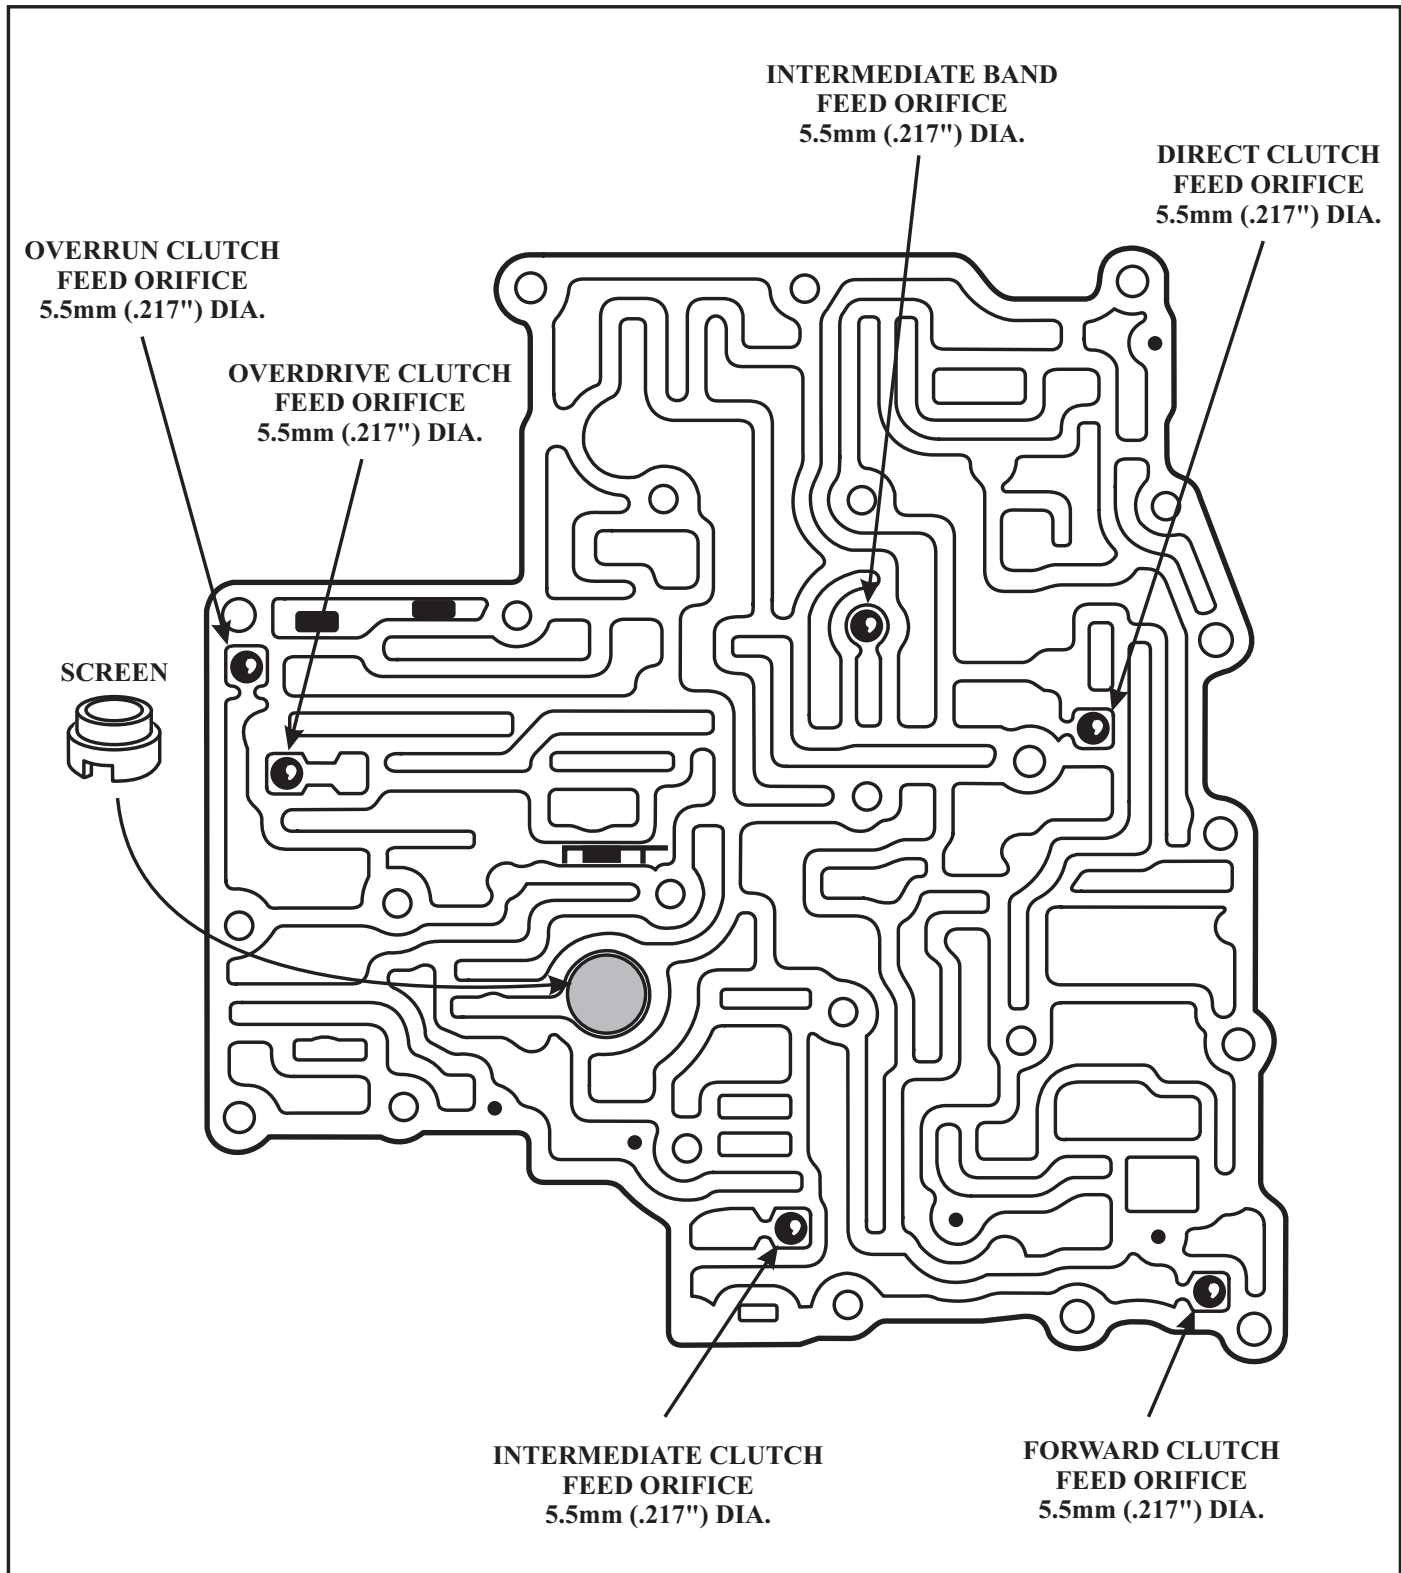 INTERMEDIATE BAND
FEED ORIFICE
5.5mm (.217") DIA.
DIRECT CLUTCH
FEED ORIFICE
5.5mm (.217") DIA.
OVERRUN CLUTCH
FEED ORIFICE
5.5mm (.217") DIA.
OVERDRIVE CLUTCH
FEED ORIFICE
5.5mm (.217") DIA.
SCREEN
INTERMEDIATE CLUTCH
FEED ORIFICE
5.5mm (.217") DIA.
FORWARD CLUTCH
FEED ORIFICE
5.5mm (.217") DIA.